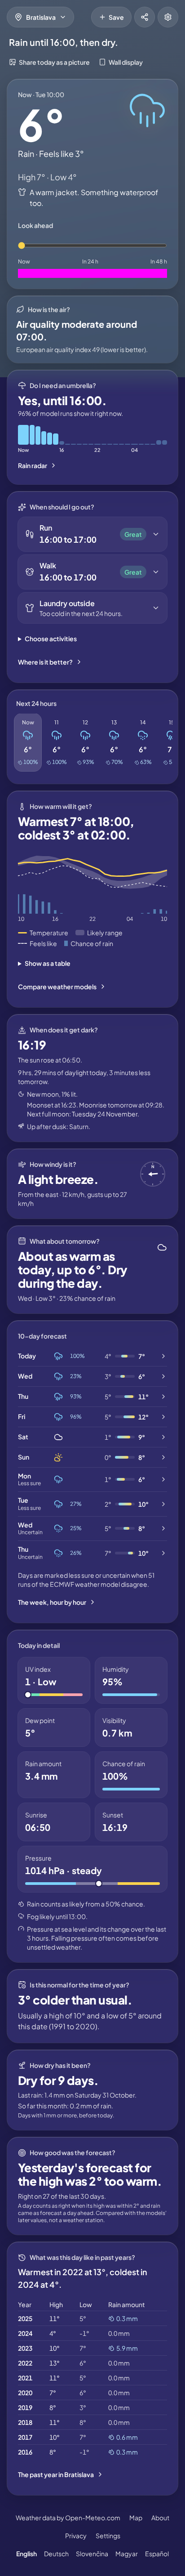 Bratislava
Save
Rain until 16:00, then dry.
Share today as a picture
Wall display
Now · Tue 10:00
6°
Rain · Feels like 3°
High 7° · Low 4°
A warm jacket. Something waterproof
too.
Look ahead
Now
In 24 h
In 48 h
How is the air?
Air quality moderate around
07:00.
European air quality index 49 (lower is better).
Do I need an umbrella?
Yes, until 16:00.
96% of model runs show it right now.
Now
16
22
04
Rain radar
When should I go out?
Run
16:00 to 17:00
Great
Walk
16:00 to 17:00
Great
Laundry outside
Too cold in the next 24 hours.
Choose activities
Where is it better?
Next 24 hours
Now
11
12
13
14
6°
6°
6°
6°
6°
100%
100%
93%
70%
63%
How warm will it get?
Warmest 7° at 18:00,
coldest 3° at 02:00.
10
16
22
04
10
Temperature
Likely range
Feels like
Chance of rain
Show as a table
Compare weather models
When does it get dark?
16:19
The sun rose at 06:50.
9 hrs, 29 mins of daylight today, 3 minutes less
tomorrow.
New moon, 1% lit.
Moonset at 16:23. Moonrise tomorrow at 09:28.
Next full moon: Tuesday 24 November.
Up after dusk: Saturn.
How windy is it?
A light breeze.
From the east · 12 km/h, gusts up to 27
km/h
N
What about tomorrow?
About as warm as
today, up to 6°. Dry
during the day.
Wed · Low 3° · 23% chance of rain
10-day forecast
Today
100%
4°
7°
Wed
23%
3°
6°
Thu
93%
5°
11°
Fri
96%
5°
12°
Sat
1°
9°
Sun
0°
8°
Mon
Less sure
1°
6°
Tue
Less sure
27%
2°
10°
Wed
Uncertain
25%
5°
8°
Thu
Uncertain
26%
7°
10°
Days are marked less sure or uncertain when 51
runs of the ECMWF weather model disagree.
The week, hour by hour
Today in detail
UV index
1 · Low
Humidity
95%
Dew point
5°
Visibility
0.7 km
Rain amount
3.4 mm
Chance of rain
100%
Sunrise
06:50
Sunset
16:19
Pressure
1014 hPa · steady
Rain counts as likely from a 50% chance.
Fog likely until 13:00.
Pressure at sea level and its change over the last
3 hours. Falling pressure often comes before
unsettled weather.
Is this normal for the time of year?
3° colder than usual.
Usually a high of 10° and a low of 5° around
this date (1991 to 2020).
How dry has it been?
Dry for 9 days.
Last rain: 1.4 mm on Saturday 31 October.
So far this month: 0.2 mm of rain.
Days with 1 mm or more, before today.
How good was the forecast?
Yesterday's forecast for
the high was 2° too warm.
Right on 27 of the last 30 days.
A day counts as right when its high was within 2° and rain
came as forecast a day ahead. Compared with the models'
later values, not a weather station.
What was this day like in past years?
Warmest in 2022 at 13°, coldest in
2024 at 4°.
Year
High
Low
Rain amount
2025
11°
5°
0.3 mm
2024
4°
-1°
0.0 mm
2023
10°
7°
5.9 mm
2022
13°
6°
0.0 mm
2021
11°
5°
0.0 mm
2020
10°
7°
0.0 mm
2019
8°
3°
0.0 mm
2018
11°
8°
0.0 mm
2017
10°
7°
0.6 mm
2016
8°
-1°
0.3 mm
The past year in Bratislava
Weather data by Open-Meteo.com
Map
About
Privacy
Settings
English
Deutsch
Slovenčina
Magyar
Español